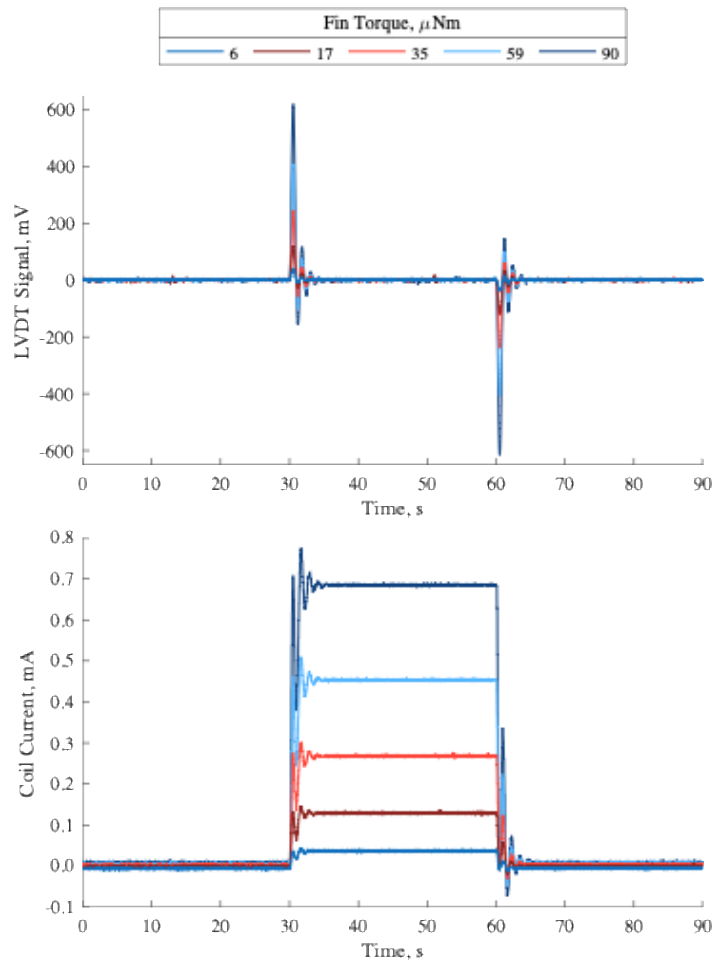 Fin Torque, μNm
6 17 35 59 90
600
400
200
0
-200
-400
-600
LVDT Signal, mV
0 10 20 30 40 50 60 70 80 90
Time, s
0.8
0.7
0.6
0.5
0.4
0.3
0.2
0.1
0.0
-0.1
Coil Current, mA
0 10 20 30 40 50 60 70 80 90
Time, s